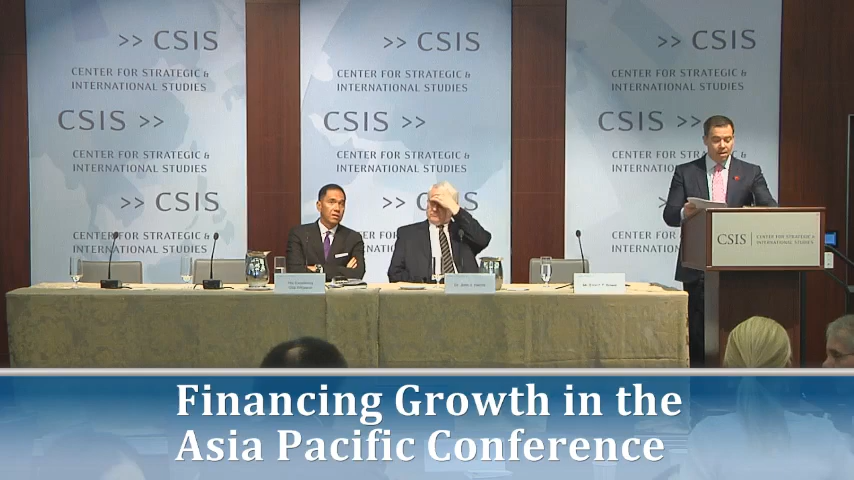 >> CSIS
CENTER FOR STRATEGIC &
INTERNATIONAL STUDIES
CSIS >>
CENTER FOR STRATEGIC &
INTERNATIONAL STUDIES
>> CSIS
CENTER FOR STRATEGIC &
INTERNATIONAL STUDIES
>> CSIS
CENTER FOR STRATEGIC &
INTERNATIONAL STUDIES
CSIS >>
CENTER FOR STRATEGIC &
INTERNATIONAL STUDIES
>> CSIS
>> CSIS
CENTER FOR STRATEGIC &
INTERNATIONAL STUDIES
CSIS >>
CENTER FOR STRATEGIC &
INTERNATIONAL STUDIES
CENTER FOR
INTERNATIONAL
CSIS
CENTER FOR STRATEGIC &
INTERNATIONAL STUDIES
Financing Growth in the
Asia Pacific Conference